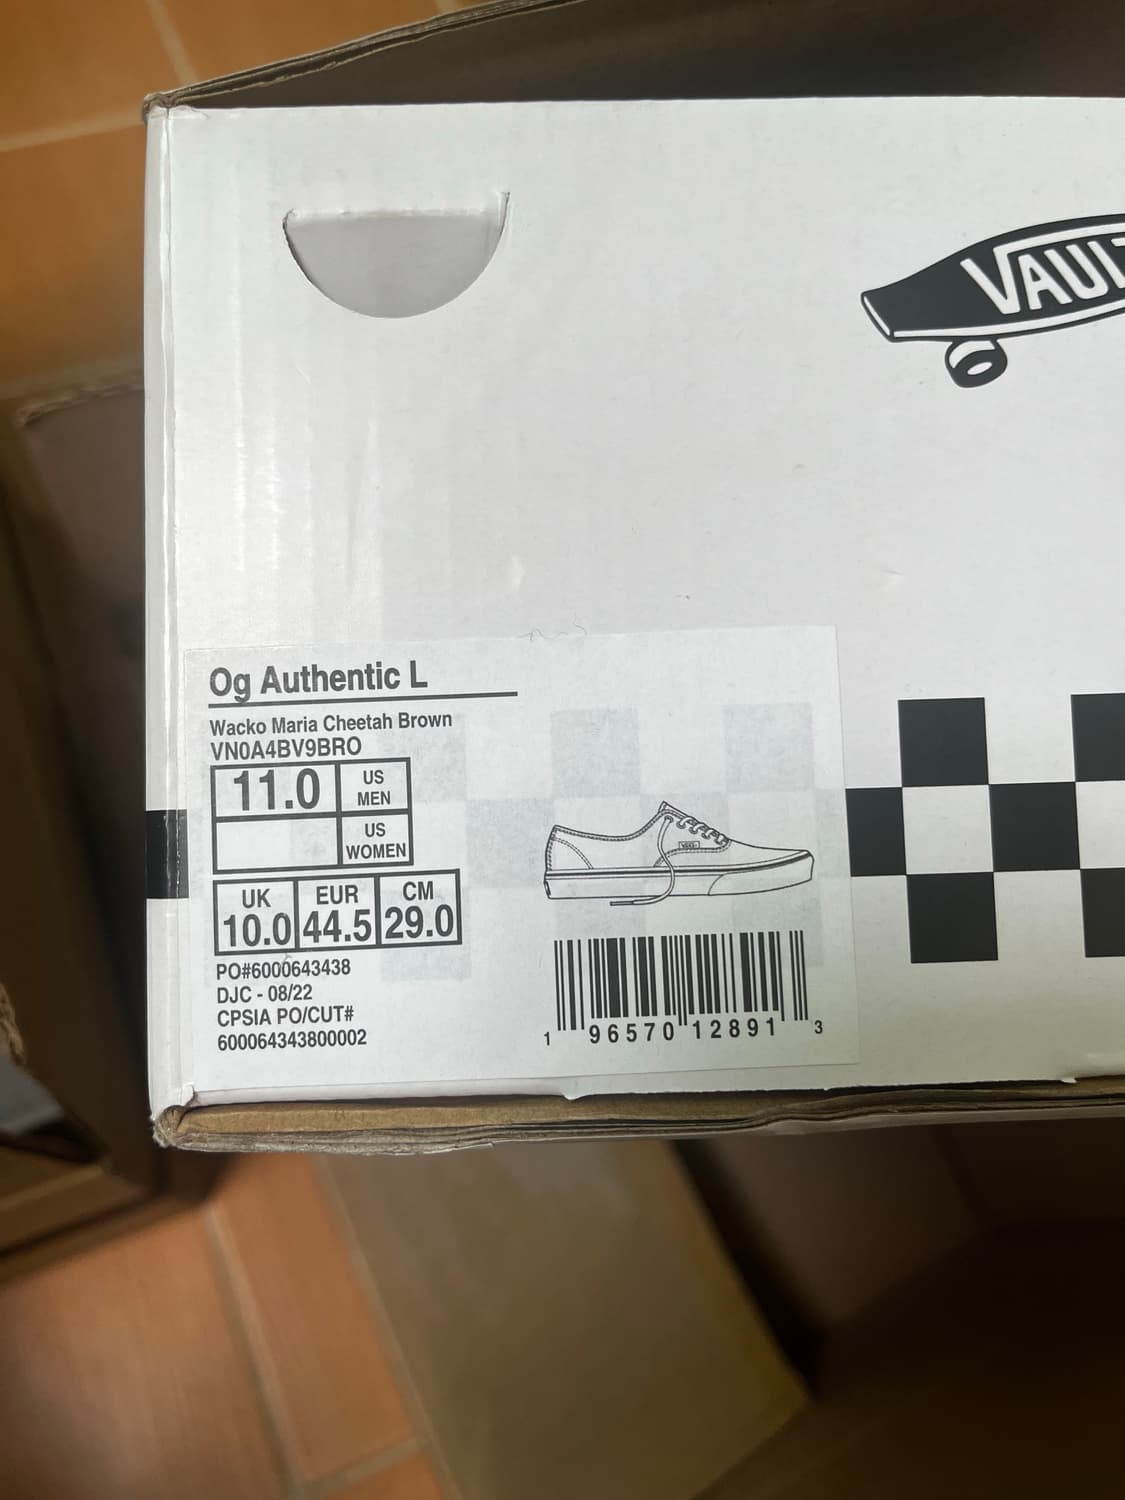 VAULT
Og Authentic L
Wacko Maria Cheetah Brown
VN0A4BV9BRO
11.0 US MEN
US WOMEN
UK EUR CM
10.0 44.5 29.0
PO#6000643438
DJC - 08/22
CPSIA PO/CUT#
600064343800002
1 96570 12891 3